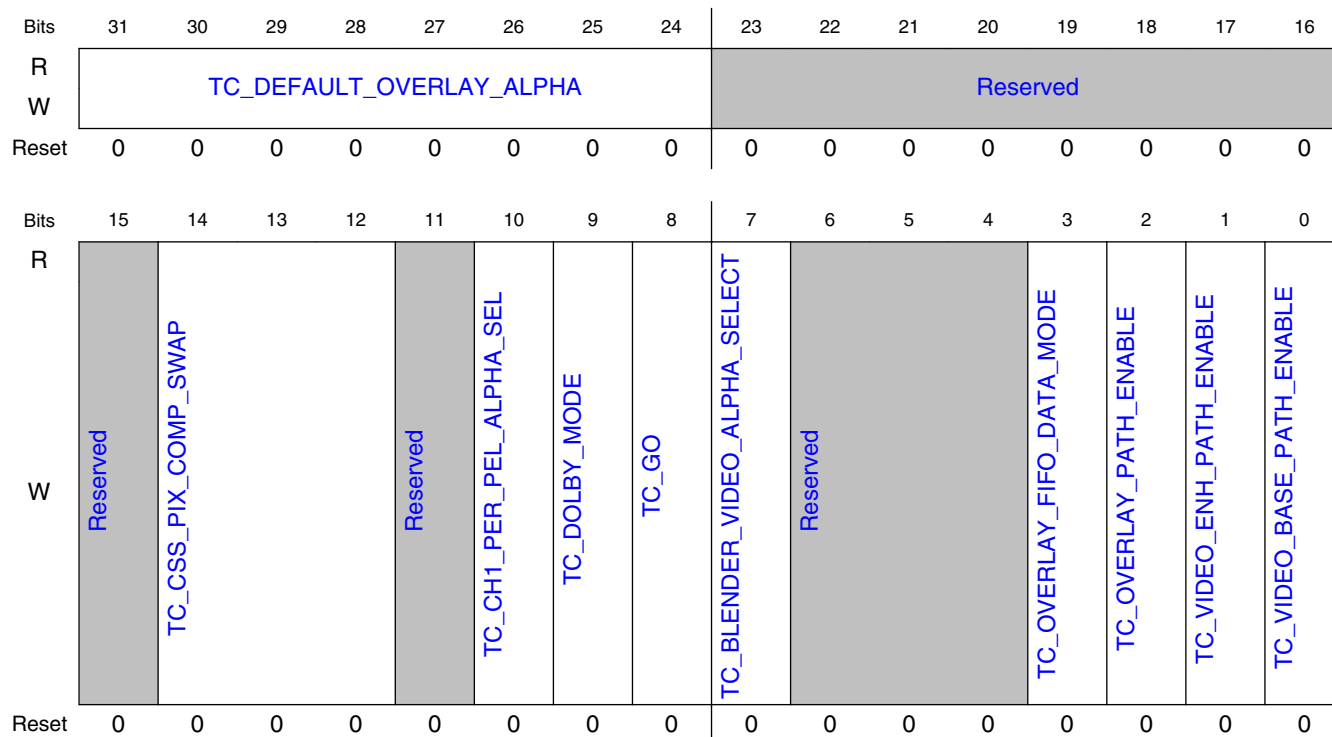 Bits 31 30 29 28 27 26 25 24 23 22 21 20 19 18 17 16
R
TC_DEFAULT_OVERLAY_ALPHA Reserved
W
Reset 0 0 0 0 0 0 0 0 0 0 0 0 0 0 0 0
Bits 15 14 13 12 11 10 9 8 7 6 5 4 3 2 1 0
R
W
Reserved
TC_CSS_PIX_COMP_SWAP
Reserved
TC_CH1_PER_PEL_ALPHA_SEL
TC_DOLBY_MODE
TC_GO
TC_BLENDER_VIDEO_ALPHA_SELECT
Reserved
TC_OVERLAY_FIFO_DATA_MODE
TC_OVERLAY_PATH_ENABLE
TC_VIDEO_ENH_PATH_ENABLE
TC_VIDEO_BASE_PATH_ENABLE
Reset 0 0 0 0 0 0 0 0 0 0 0 0 0 0 0 0